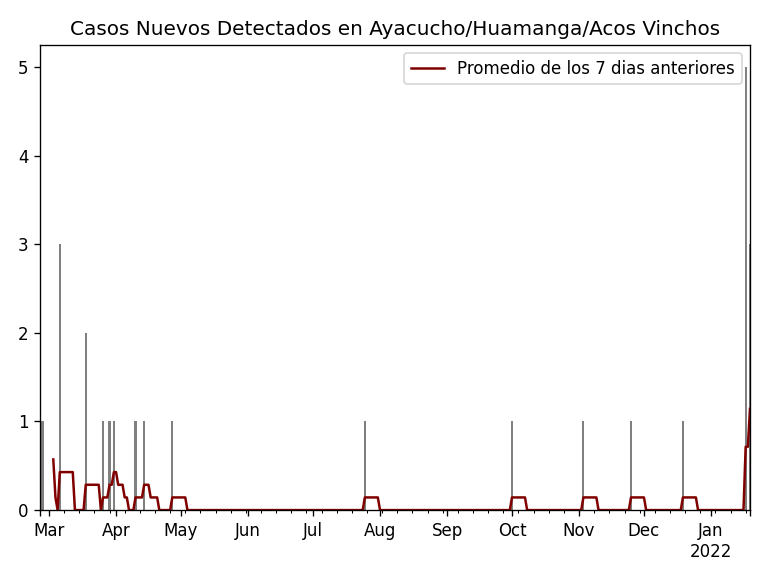 Casos Nuevos Detectados en Ayacucho/Huamanga/Acos Vinchos
Promedio de los 7 dias anteriores
5
4
3
2
1
0
Mar Apr May Jun Jul Aug Sep Oct Nov Dec Jan
2022